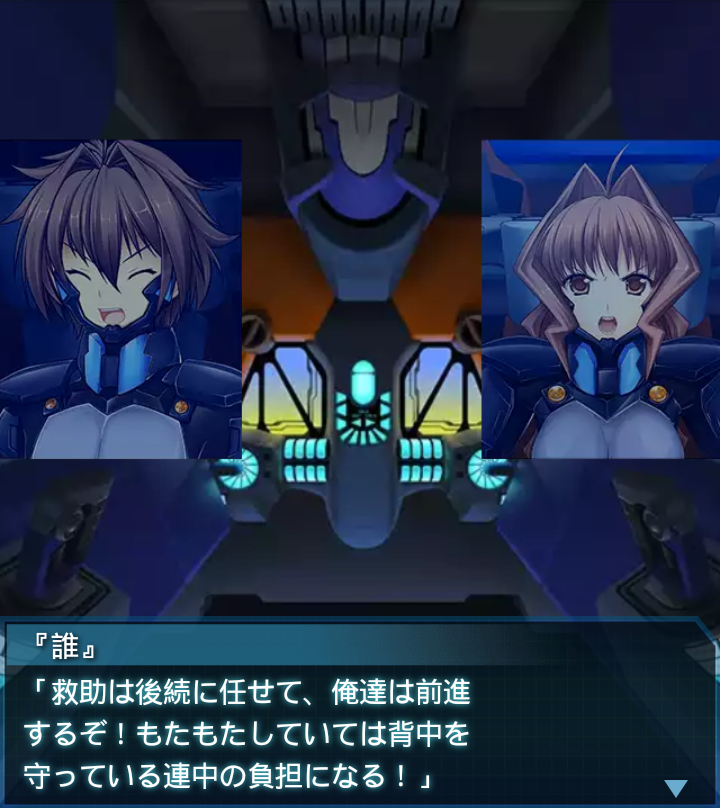 『誰』
「救助は後続に任せて、俺達は前進
するぞ！もたもたしていては背中を
守っている連中の負担になる！」